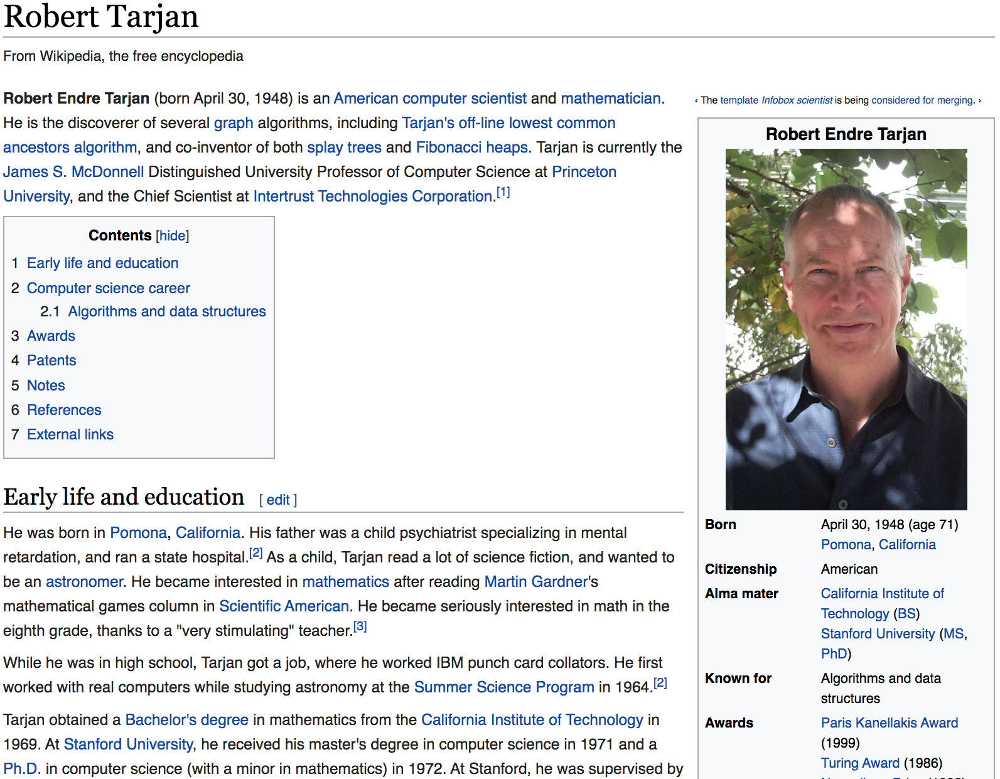 Robert Tarjan
From Wikipedia, the free encyclopedia
Robert Endre Tarjan (born April 30, 1948) is an American computer scientist and mathematician.
He is the discoverer of several graph algorithms, including Tarjan's off-line lowest common
ancestors algorithm, and co-inventor of both splay trees and Fibonacci heaps. Tarjan is currently the
James S. McDonnell Distinguished University Professor of Computer Science at Princeton
University, and the Chief Scientist at Intertrust Technologies Corporation.[1]
Contents [hide]
1 Early life and education
2 Computer science career
2.1 Algorithms and data structures
3 Awards
4 Patents
5 Notes
6 References
7 External links
Early life and education [ edit ]
He was born in Pomona, California. His father was a child psychiatrist specializing in mental
retardation, and ran a state hospital.[2] As a child, Tarjan read a lot of science fiction, and wanted to
be an astronomer. He became interested in mathematics after reading Martin Gardner's
mathematical games column in Scientific American. He became seriously interested in math in the
eighth grade, thanks to a "very stimulating" teacher.[3]
While he was in high school, Tarjan got a job, where he worked IBM punch card collators. He first
worked with real computers while studying astronomy at the Summer Science Program in 1964.[2]
Tarjan obtained a Bachelor's degree in mathematics from the California Institute of Technology in
1969. At Stanford University, he received his master's degree in computer science in 1971 and a
Ph.D. in computer science (with a minor in mathematics) in 1972. At Stanford, he was supervised by
‹ The template Infobox scientist is being considered for merging. ›
Robert Endre Tarjan
Born April 30, 1948 (age 71)
Pomona, California
Citizenship American
Alma mater California Institute of
Technology (BS)
Stanford University (MS,
PhD)
Known for Algorithms and data
structures
Awards Paris Kanellakis Award
(1999)
Turing Award (1986)